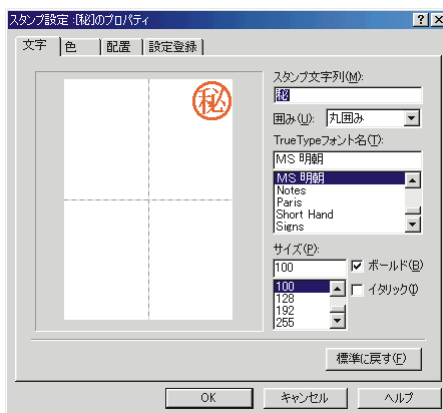 スタンプ設定:[秘]のプロパティ
文字 色 配置 設定登録
秘
スタンプ文字列(M):
秘
囲み(U): 丸囲み
TrueTypeフォント名(T):
MS 明朝
MS 明朝
Notes
Paris
Short Hand
Signs
サイズ(P):
100 ボールド(B)
100 イタリック(I)
128
192
255
標準に戻す(F)
OK キャンセル ヘルプ